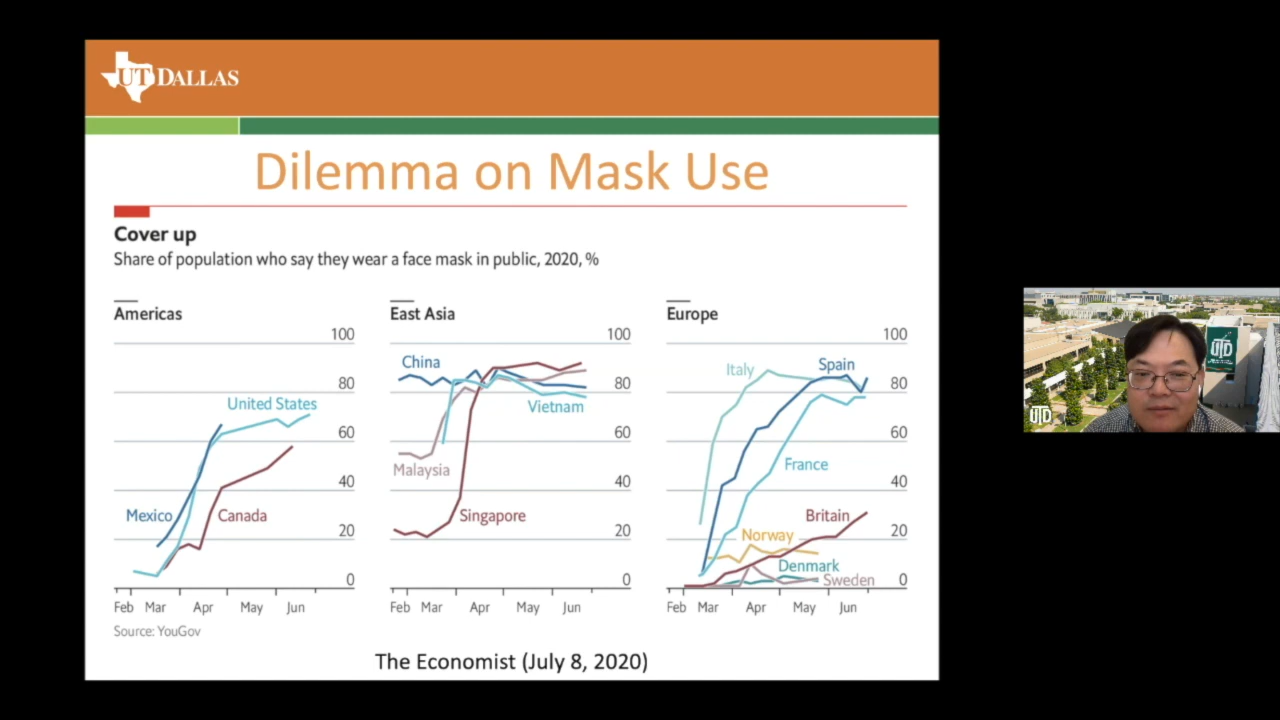 UT DALLAS
Dilemma on Mask Use
Cover up
Share of population who say they wear a face mask in public, 2020, %
Americas
100
80
60
40
20
0
United States
Mexico
Canada
Feb Mar Apr May Jun
East Asia
100
80
60
40
20
0
China
Vietnam
Malaysia
Singapore
Feb Mar Apr May Jun
Europe
100
80
60
40
20
0
Italy
Spain
France
Britain
Norway
Denmark
Sweden
Feb Mar Apr May Jun
Source: YouGov
The Economist (July 8, 2020)
UTD
UTD